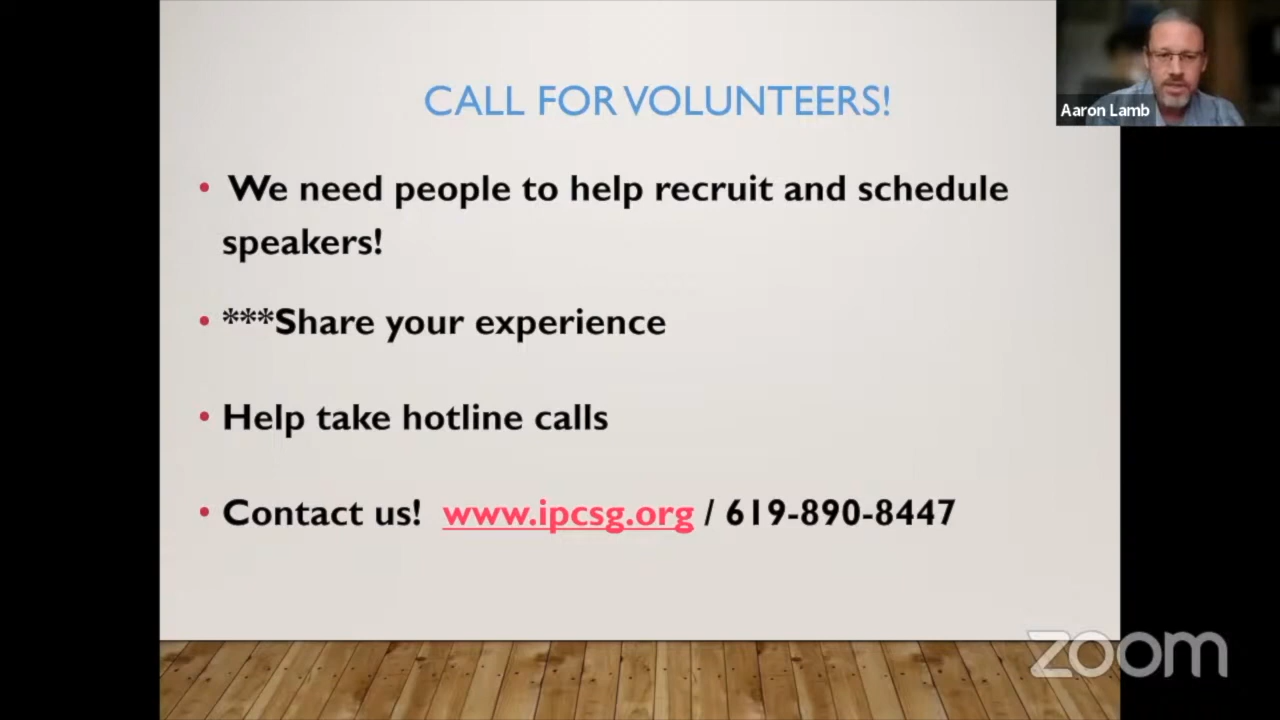 CALL FOR VOLUNTEERS!
Aaron Lamb
• We need people to help recruit and schedule
speakers!
• ***Share your experience
• Help take hotline calls
• Contact us! www.ipcsg.org / 619-890-8447
zoom